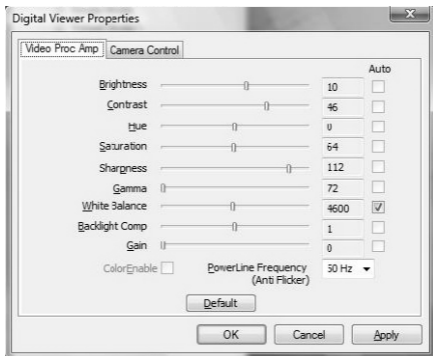 Digital Viewer Properties
Video Proc Amp Camera Control
Auto
Brightness 10
Contrast 46
Hue 0
Saturation 64
Sharpness 112
Gamma 72
White Balance 4600
Backlight Comp 1
Gain 0
ColorEnable PowerLine Frequency Hz
(Anti Flicker)
Default
OK Cancel Apply